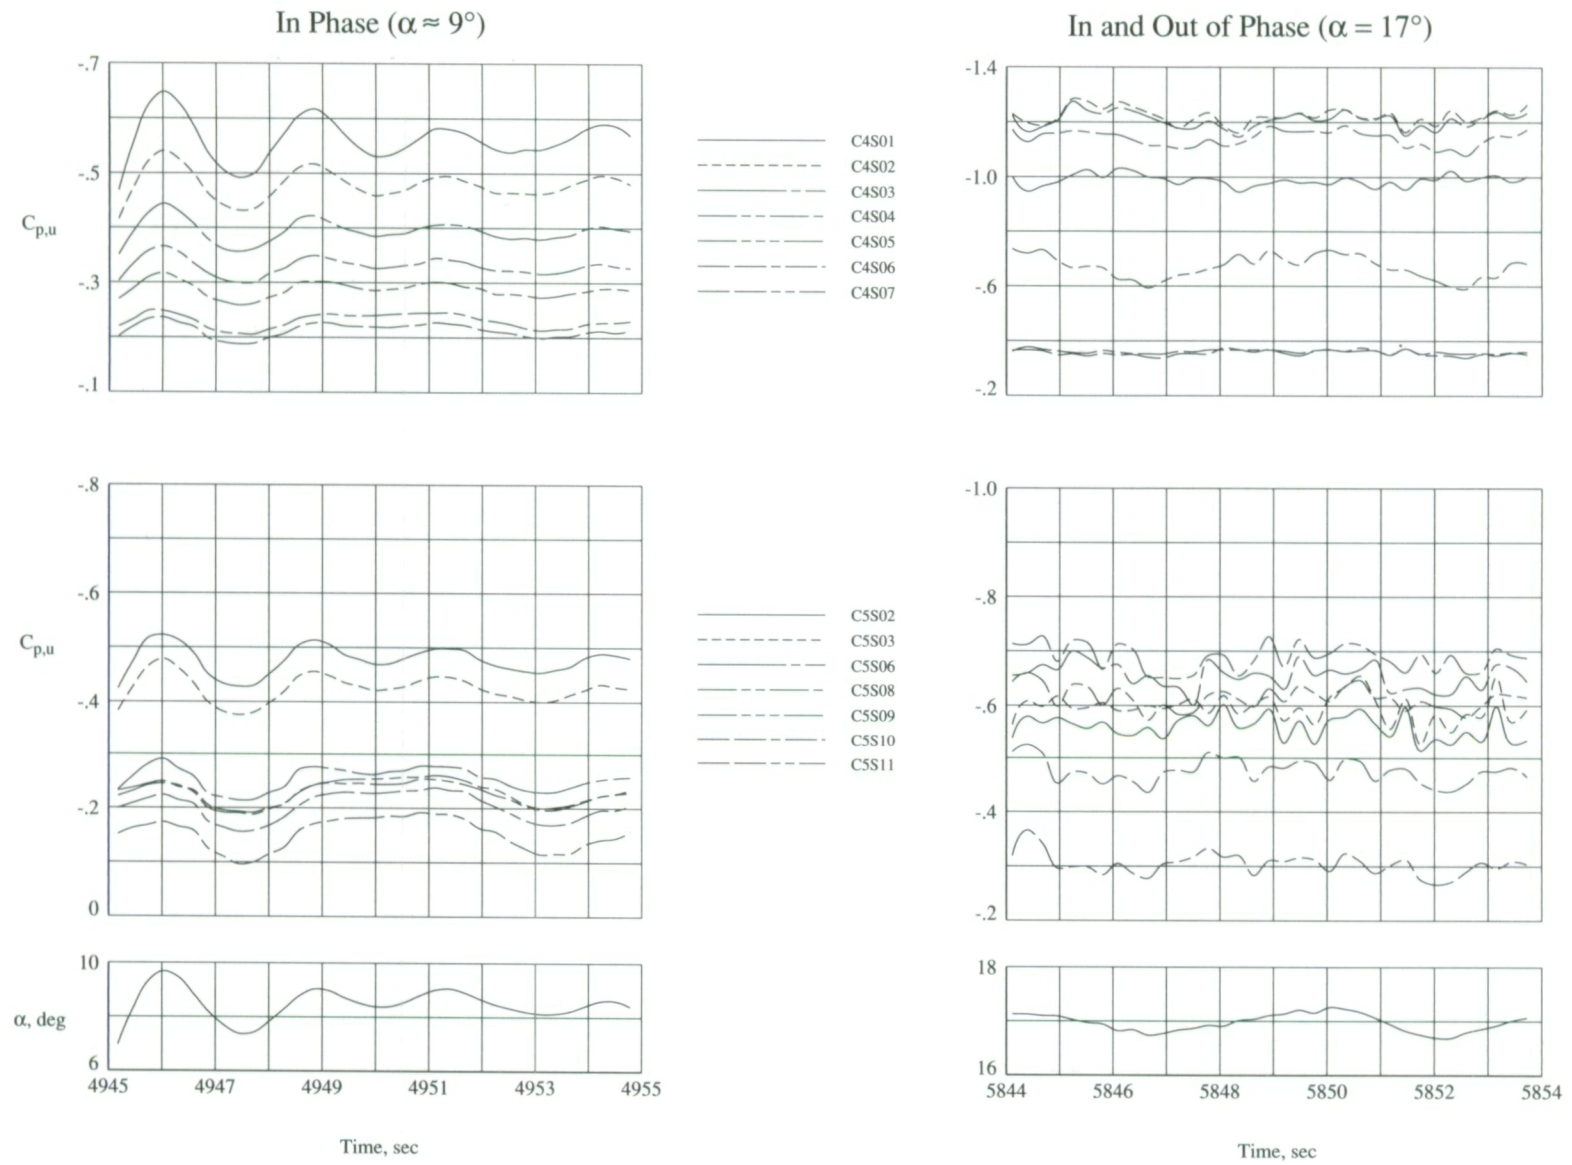 In Phase (α ≈ 9°)
In and Out of Phase (α = 17°)
-.7
-.5
-.3
-.1
Cp,u
C4S01
C4S02
C4S03
C4S04
C4S05
C4S06
C4S07
-1.4
-1.0
-.6
-.2
-.8
-.6
-.4
-.2
0
Cp,u
C5S02
C5S03
C5S06
C5S08
C5S09
C5S10
C5S11
-1.0
-.8
-.6
-.4
-.2
10
6
α, deg
4945 4947 4949 4951 4953 4955
Time, sec
18
16
5844 5846 5848 5850 5852 5854
Time, sec